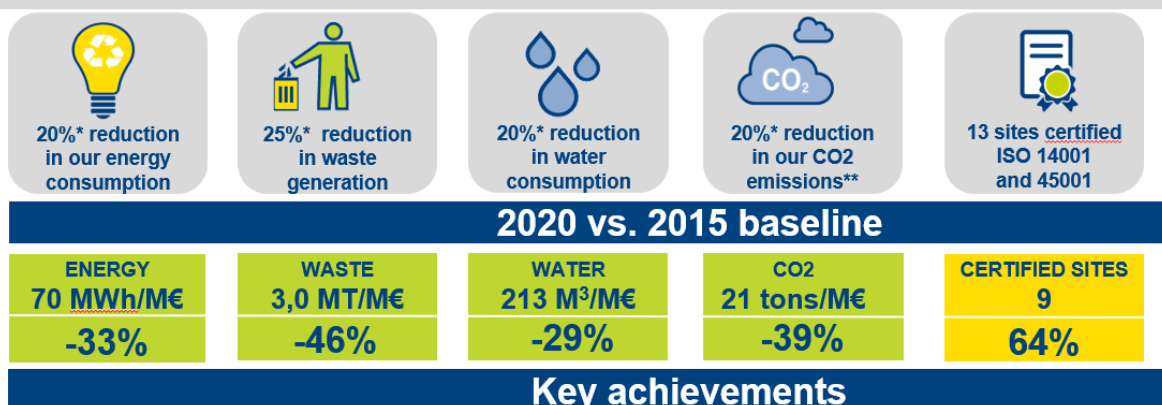 20%* reduction
in our energy
consumption
25%* reduction
in waste
generation
20%* reduction
in water
consumption
CO₂
20%* reduction
in our CO2
emissions**
13 sites certified
ISO 14001
and 45001
2020 vs. 2015 baseline
ENERGY
70 MWh/M€
-33%
WASTE
3,0 MT/M€
-46%
WATER
213 M³/M€
-29%
CO2
21 tons/M€
-39%
CERTIFIED SITES
9
64%
Key achievements